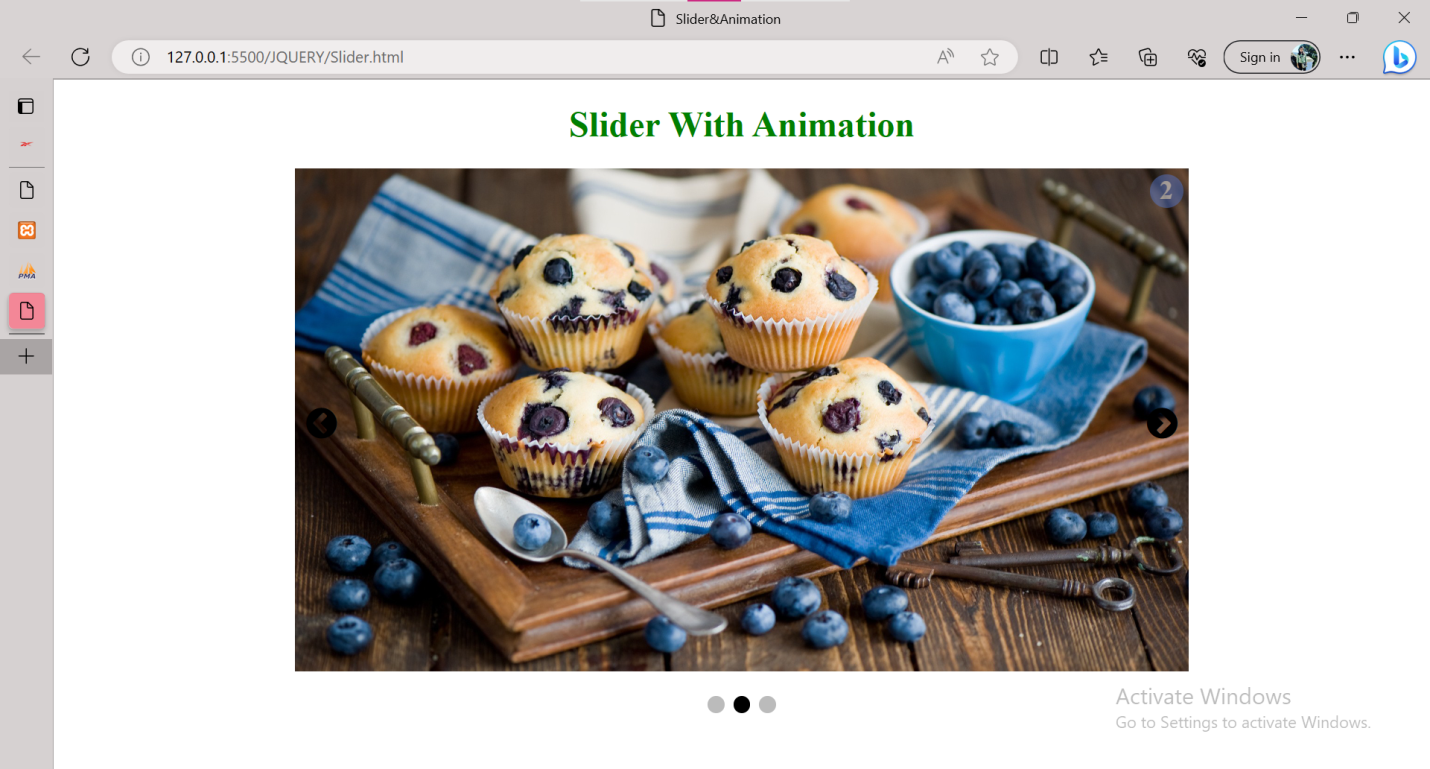 Slider&Animation
127.0.0.1:5500/JQUERY/Slider.html
Sign in
PMA
Slider With Animation
2
Activate Windows
Go to Settings to activate Windows.